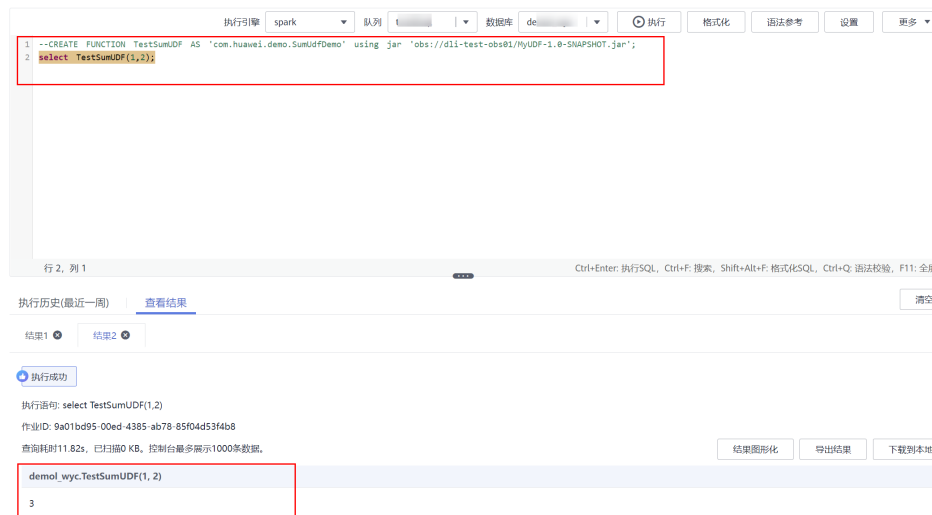 执行引擎 spark 队列 数据库 de 执行 格式化 语法参考 设置 更多
1 --CREATE FUNCTION TestSumUDF AS 'com.huawei.demo.SumUdfDemo' using jar 'obs://dli-test-obs01/MyUDF-1.0-SNAPSHOT.jar';
2 select TestSumUDF(1,2);
行 2，列 1 Ctrl+Enter: 执行SQL，Ctrl+F: 搜索，Shift+Alt+F: 格式化SQL，Ctrl+Q: 语法校验，F11: 全
执行历史(最近一周) 查看结果 清空
结果1 结果2
执行成功
执行语句: select TestSumUDF(1,2)
作业ID: 9a01bd95-00ed-4385-ab78-85f04d53f4b8
查询耗时11.82s，已扫描0 KB。控制台最多展示1000条数据。 结果图形化 导出结果 下载到本地
demol_wyc.TestSumUDF(1, 2)
3